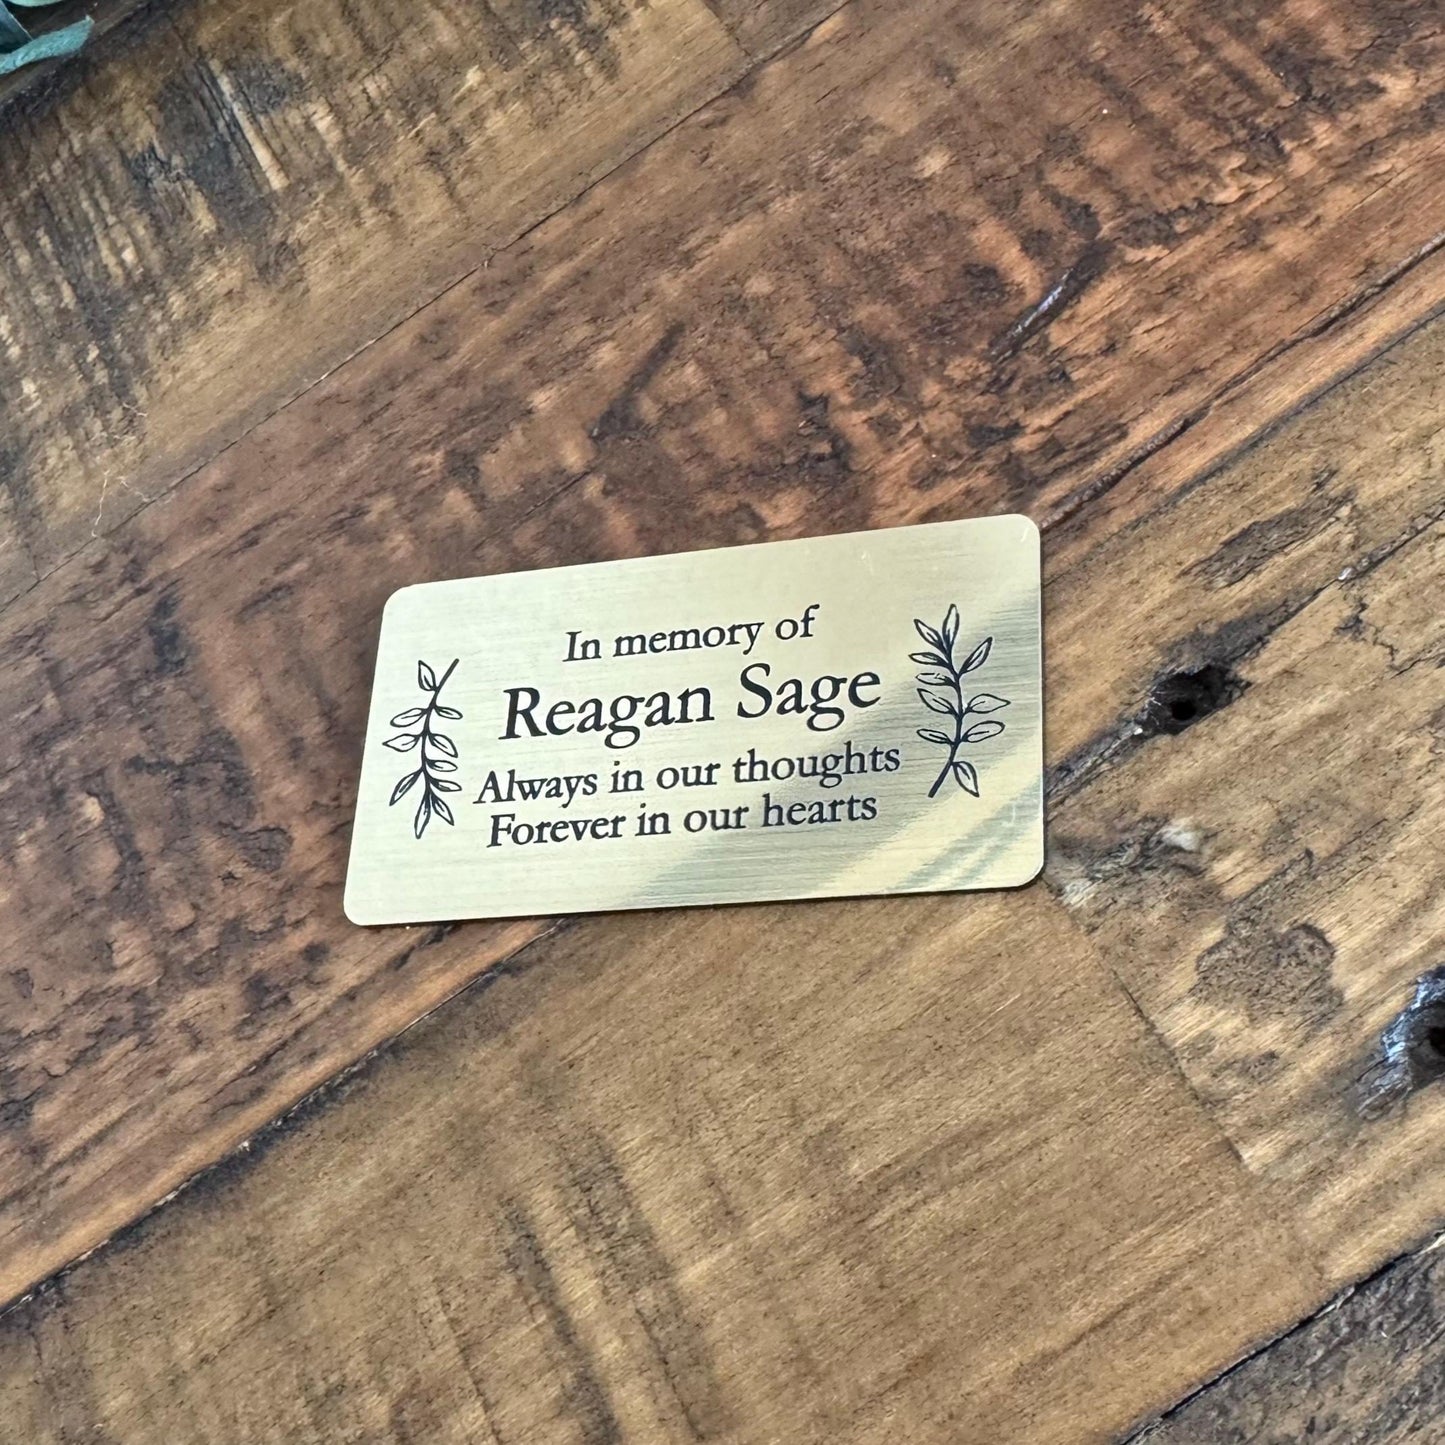 In memory of
Reagan Sage
Always in our thoughts
Forever in our hearts